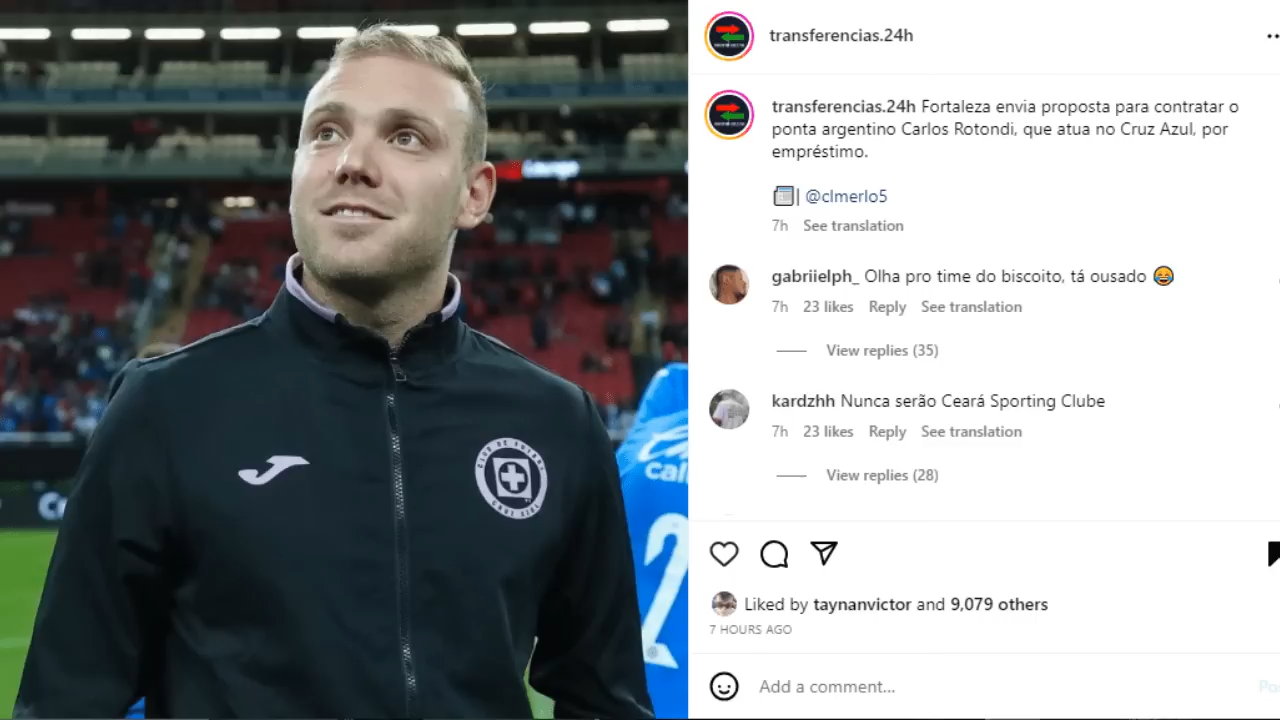 transferencias.24h
transferencias.24h Fortaleza envia proposta para contratar o
ponta argentino Carlos Rotondi, que atua no Cruz Azul, por
empréstimo.
| @clmerlo5
7h See translation
gabriielph_ Olha pro time do biscoito, tá ousado 😂
7h 23 likes Reply See translation
View replies (35)
kardzhh Nunca serão Ceará Sporting Clube
7h 23 likes Reply See translation
View replies (28)
Liked by taynanvictor and 9,079 others
7 HOURS AGO
Add a comment...
CRUZ AZUL
2